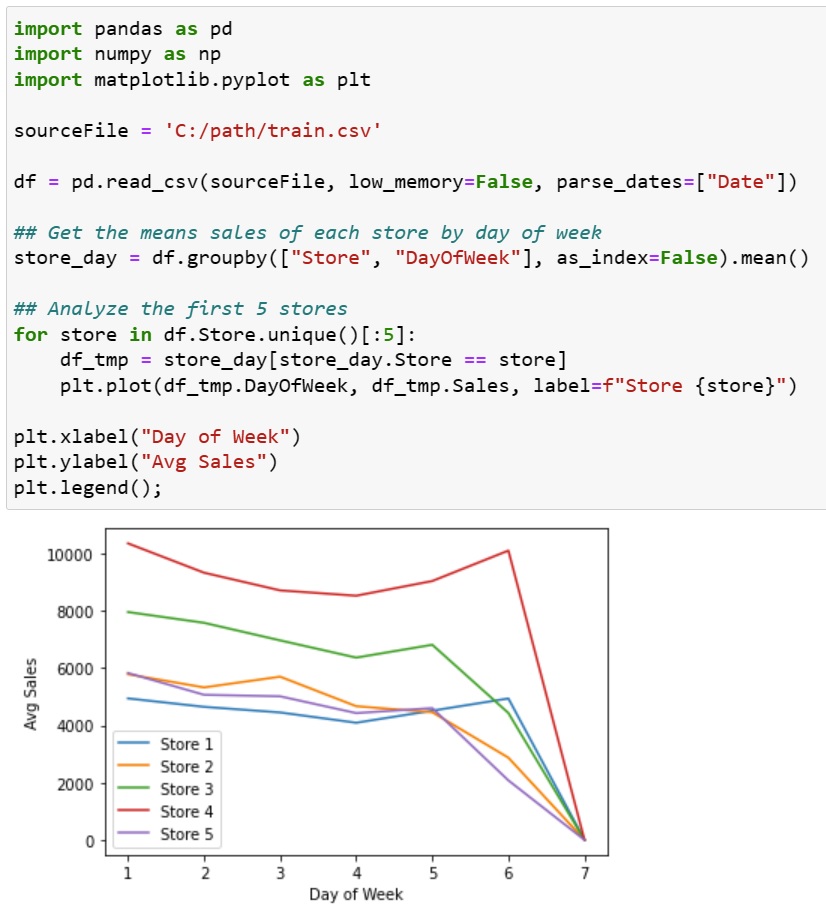 import pandas as pd
import numpy as np
import matplotlib.pyplot as plt
sourceFile = 'C:/path/train.csv'
df = pd.read_csv(sourceFile, low_memory=False, parse_dates=["Date"])
## Get the means sales of each store by day of week
store_day = df.groupby(["Store", "DayOfWeek"], as_index=False).mean()
## Analyze the first 5 stores
for store in df.Store.unique()[:5]:
    df_tmp = store_day[store_day.Store == store]
    plt.plot(df_tmp.DayOfWeek, df_tmp.Sales, label=f"Store {store}")
plt.xlabel("Day of Week")
plt.ylabel("Avg Sales")
plt.legend();
10000
8000
6000
4000
2000
0
Avg Sales
Store 1
Store 2
Store 3
Store 4
Store 5
1 2 3 4 5 6 7
Day of Week